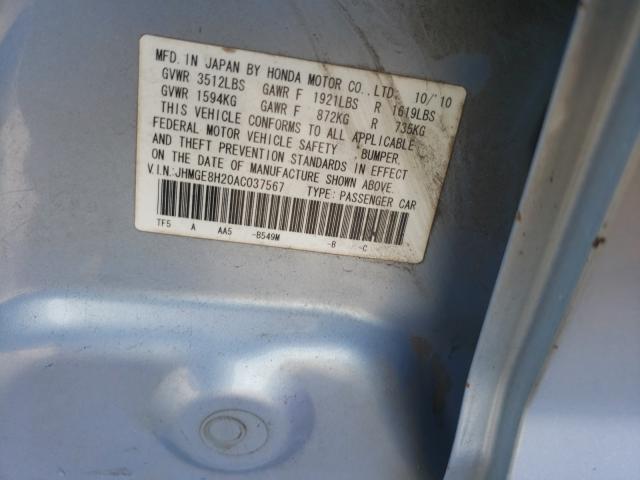 MFD. IN JAPAN BY HONDA MOTOR CO., LTD. 10/'10
GVWR 3512LBS GAWR F 1921LBS R 1619LBS
GVWR 1594KG GAWR F 872KG R 735KG
THIS VEHICLE CONFORMS TO ALL APPLICABLE
FEDERAL MOTOR VEHICLE SAFETY , BUMPER,
AND THEFT PREVENTION STANDARDS IN EFFECT
ON THE DATE OF MANUFACTURE SHOWN ABOVE.
V.I.N.:JHMGE8H20AC037567 TYPE: PASSENGER CAR
TF5 A AA5 -B549M -B -C